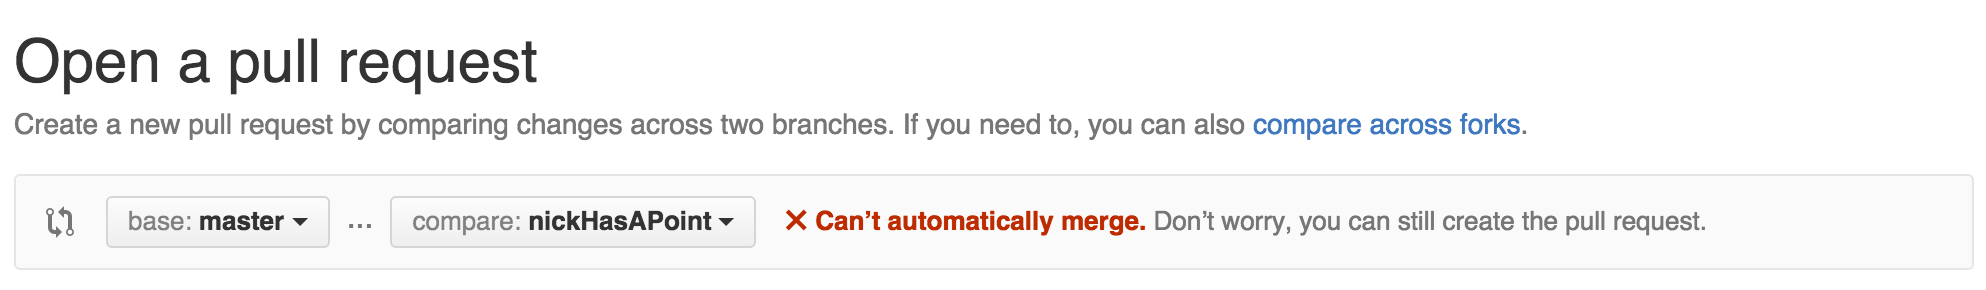 Open a pull request
Create a new pull request by comparing changes across two branches. If you need to, you can also compare across forks.
base: master ... compare: nickHasAPoint ✕ Can’t automatically merge. Don’t worry, you can still create the pull request.